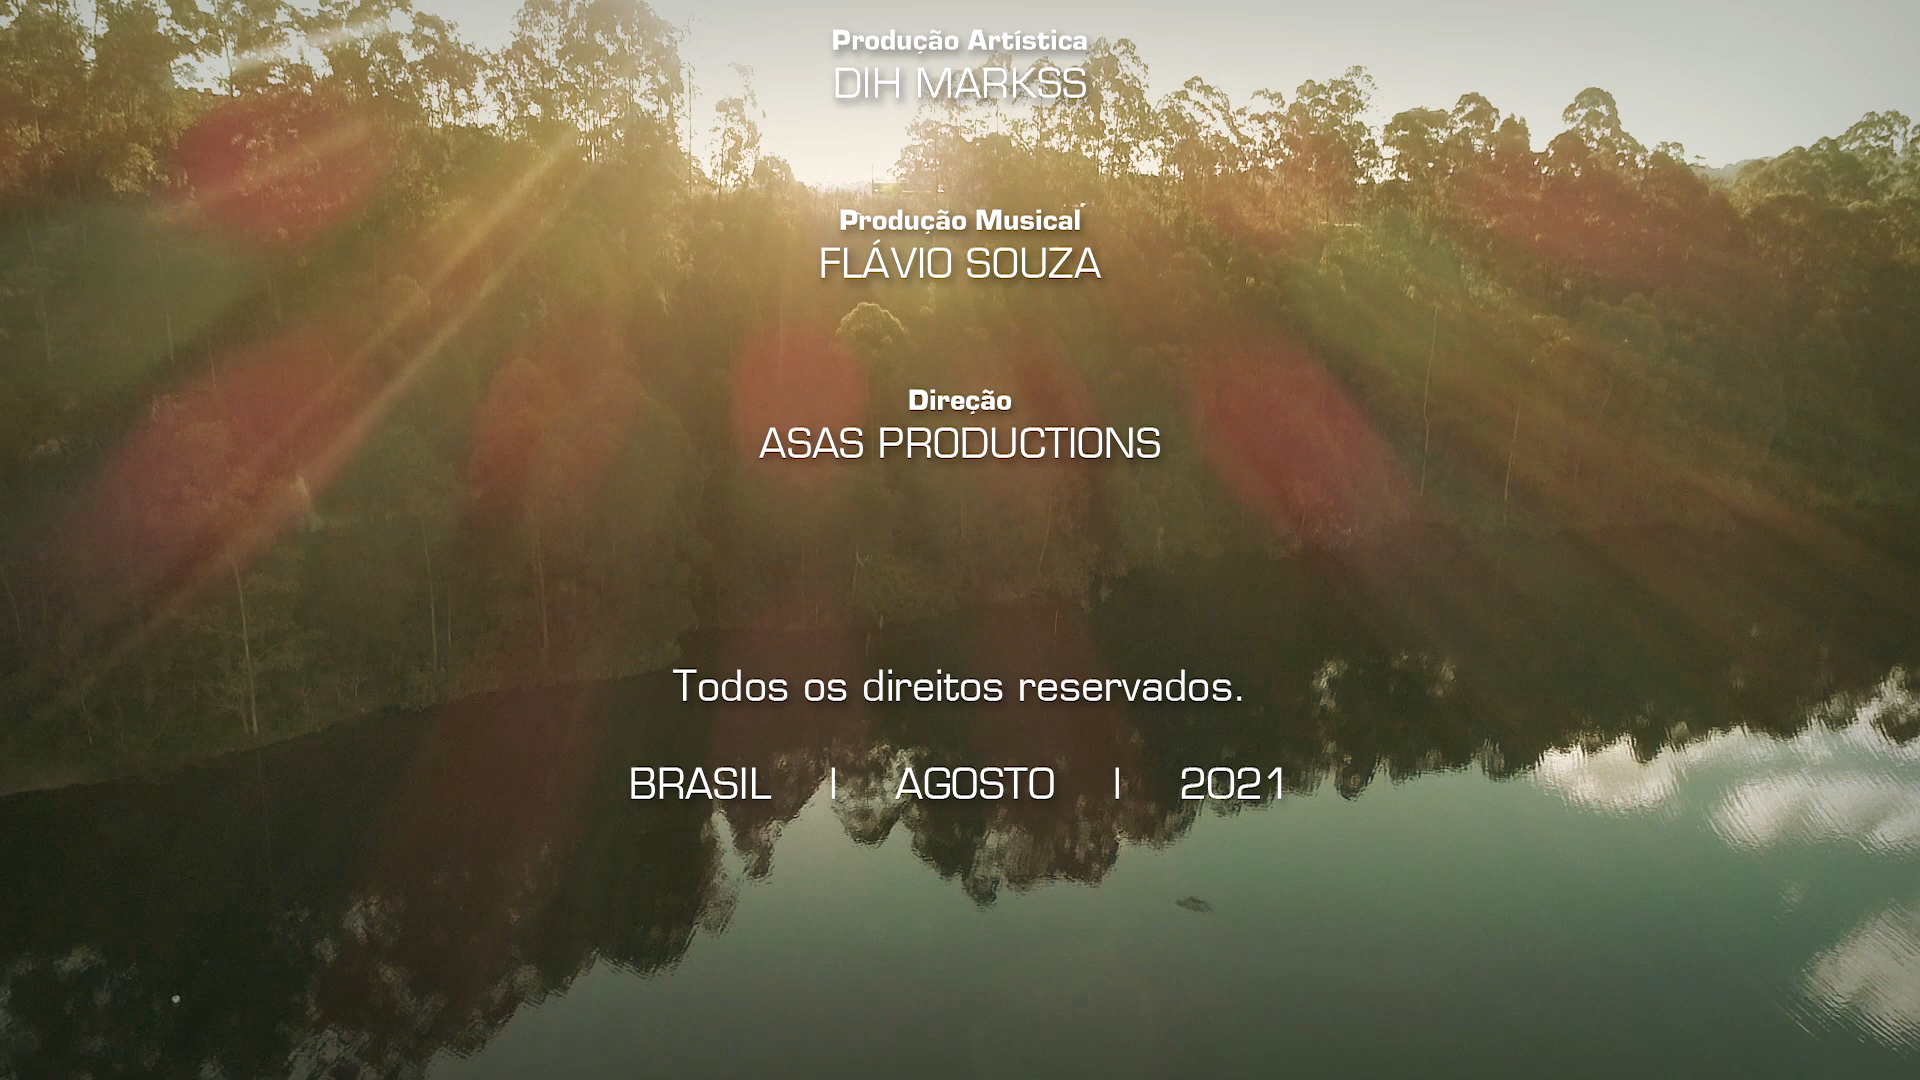 Produção Artística
DIH MARKSS
Produção Musical
FLÁVIO SOUZA
Direção
ASAS PRODUCTIONS
Todos os direitos reservados.
BRASIL | AGOSTO | 2021